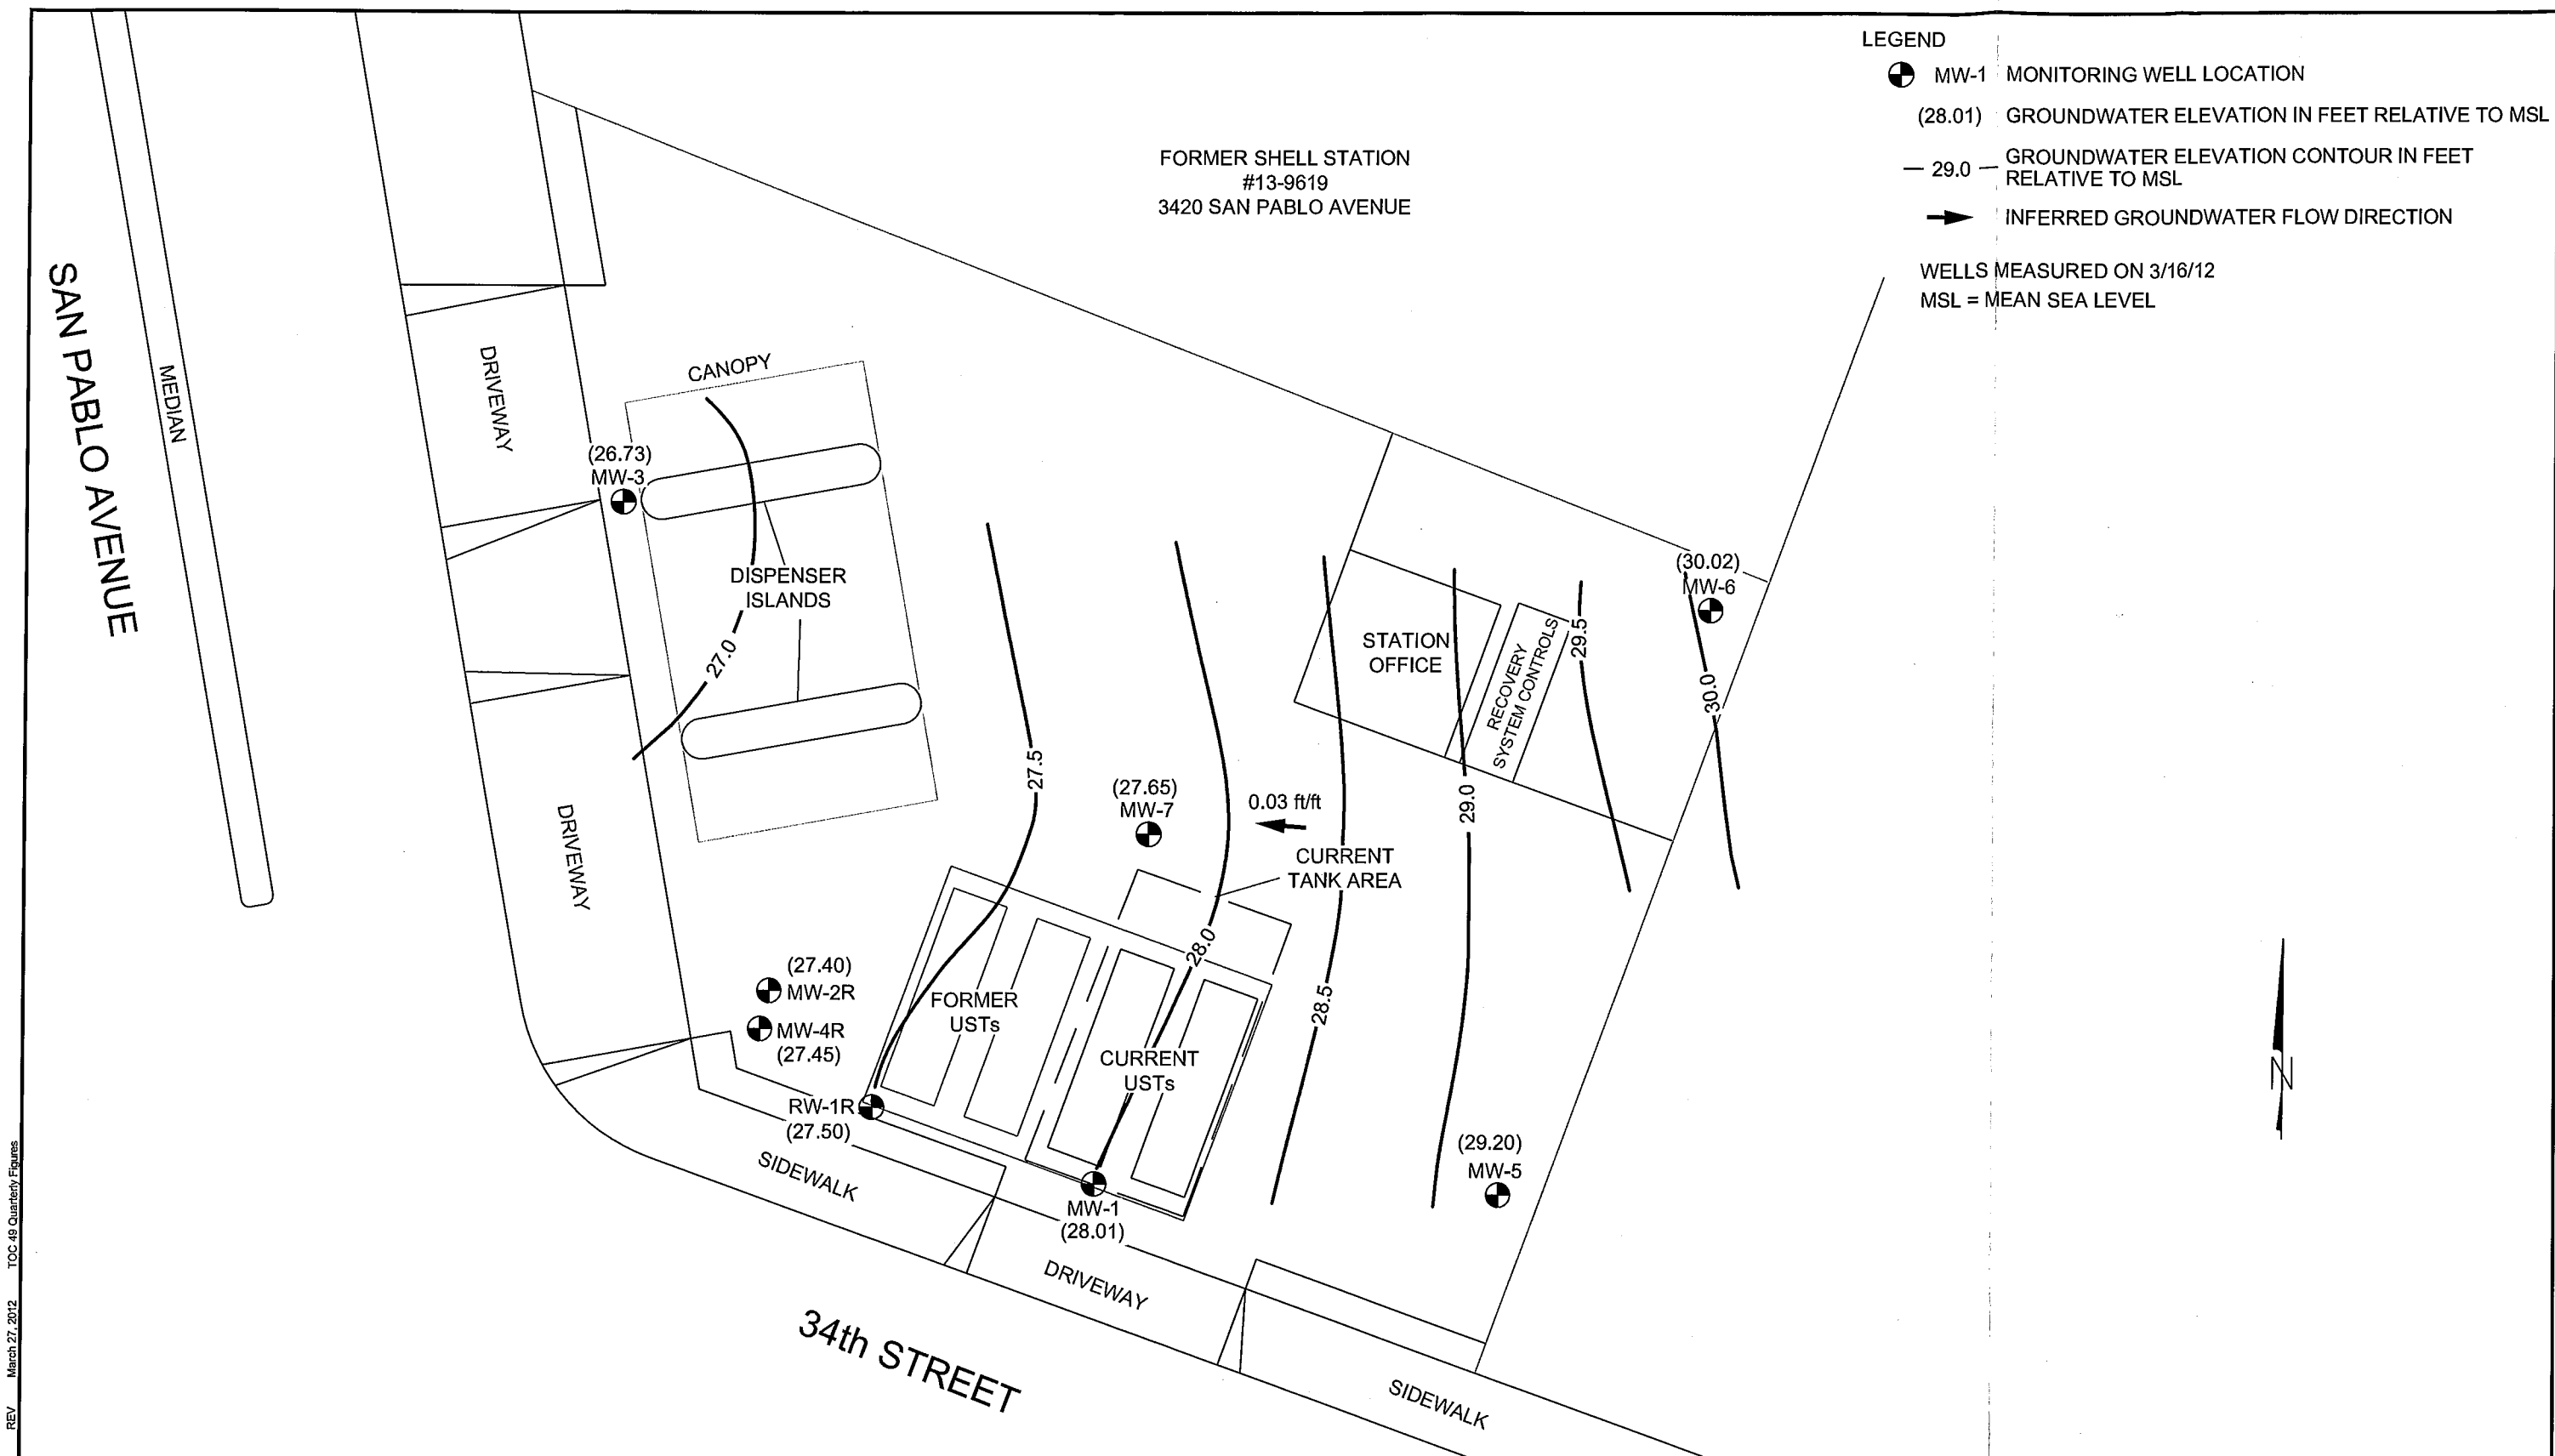 LEGEND
MW-1 MONITORING WELL LOCATION
(28.01) GROUNDWATER ELEVATION IN FEET RELATIVE TO MSL
29.0 GROUNDWATER ELEVATION CONTOUR IN FEET
RELATIVE TO MSL
INFERRED GROUNDWATER FLOW DIRECTION
WELLS MEASURED ON 3/16/12
MSL = MEAN SEA LEVEL
FORMER SHELL STATION
#13-9619
3420 SAN PABLO AVENUE
SAN PABLO AVENUE
MEDIAN
DRIVEWAY
CANOPY
(26.73)
MW-3
DISPENSER
ISLANDS
27.0
27.5
(27.65)
MW-7
0.03 ft/ft
CURRENT
TANK AREA
STATION
OFFICE
RECOVERY
SYSTEM CONTROLS
29.5
(30.02)
MW-6
30.0
29.0
28.0
28.5
DRIVEWAY
(27.40)
MW-2R
MW-4R
(27.45)
FORMER
USTs
CURRENT
USTs
RW-1R
(27.50)
(29.20)
MW-5
MW-1
(28.01)
SIDEWALK
DRIVEWAY
34th STREET
SIDEWALK
N
REV March 27, 2012 TOC 49 Quarterly Figures